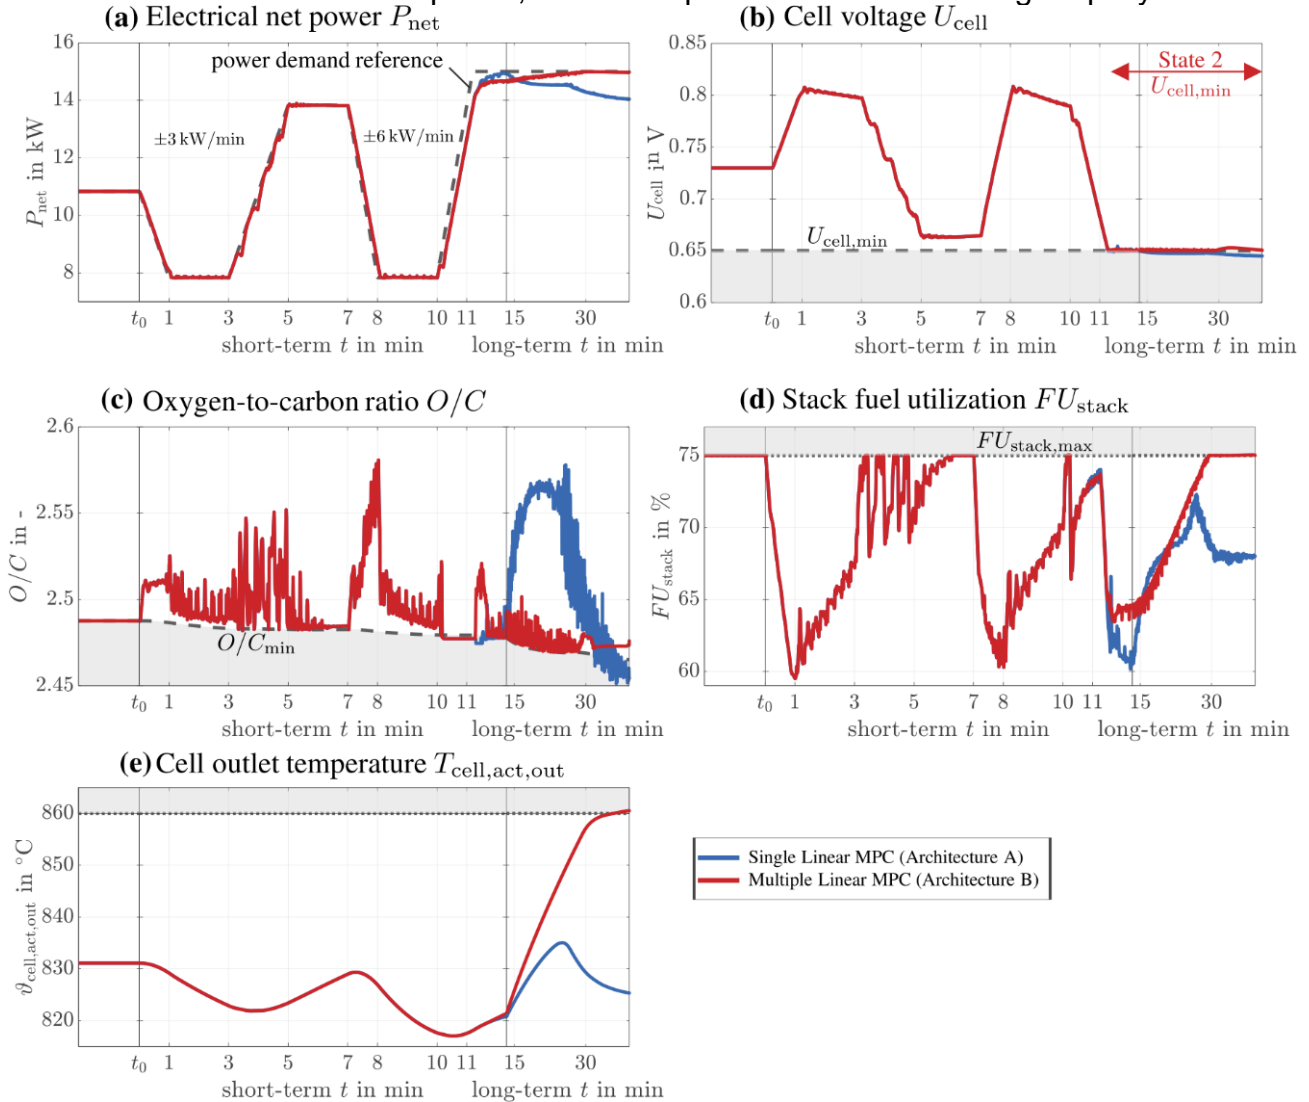 (a) Electrical net power P_net
16
14
12
10
8
P_net in kW
power demand reference
±3 kW/min
±6 kW/min
t_0 1 3 5 7 8 10 11 15 30
short-term t in min long-term t in min
(b) Cell voltage U_cell
0.85
0.8
0.75
0.7
0.65
0.6
U_cell in V
State 2
U_cell,min
U_cell,min
t_0 1 3 5 7 8 10 11 15 30
short-term t in min long-term t in min
(c) Oxygen-to-carbon ratio O/C
2.6
2.55
2.5
2.45
O/C in -
O/C_min
t_0 1 3 5 7 8 10 11 15 30
short-term t in min long-term t in min
(d) Stack fuel utilization FU_stack
75
70
65
60
FU_stack in %
FU_stack,max
t_0 1 3 5 7 8 10 11 15 30
short-term t in min long-term t in min
(e) Cell outlet temperature T_cell,act,out
860
850
840
830
820
ϑ_cell,act,out in °C
t_0 1 3 5 7 8 10 11 15 30
short-term t in min long-term t in min
Single Linear MPC (Architecture A)
Multiple Linear MPC (Architecture B)